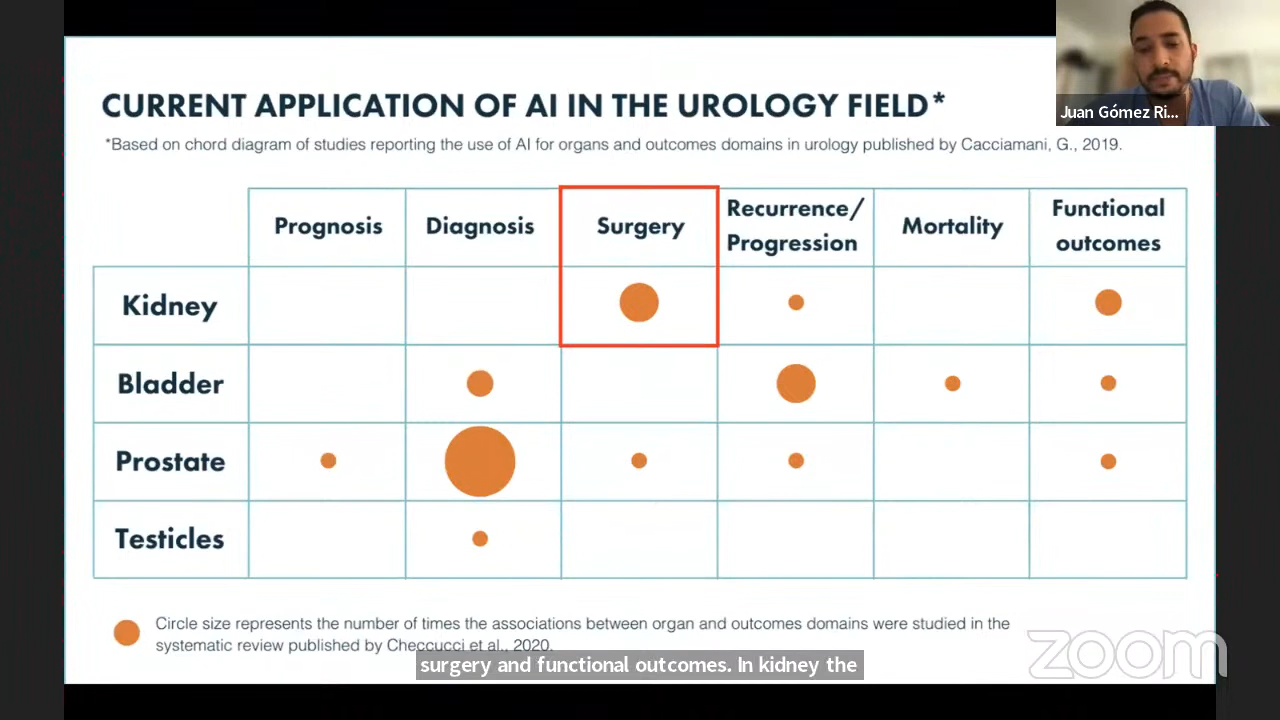 CURRENT APPLICATION OF AI IN THE UROLOGY FIELD*
Juan Gómez Ri...
*Based on chord diagram of studies reporting the use of AI for organs and outcomes domains in urology published by Cacciamani, G., 2019.
Prognosis
Diagnosis
Surgery
Recurrence/
Progression
Mortality
Functional
outcomes
Kidney
Bladder
Prostate
Testicles
Circle size represents the number of times the associations between organ and outcomes domains were studied in the
systematic review published by Checcucci et al., 2020.
surgery and functional outcomes. In kidney the
zoom